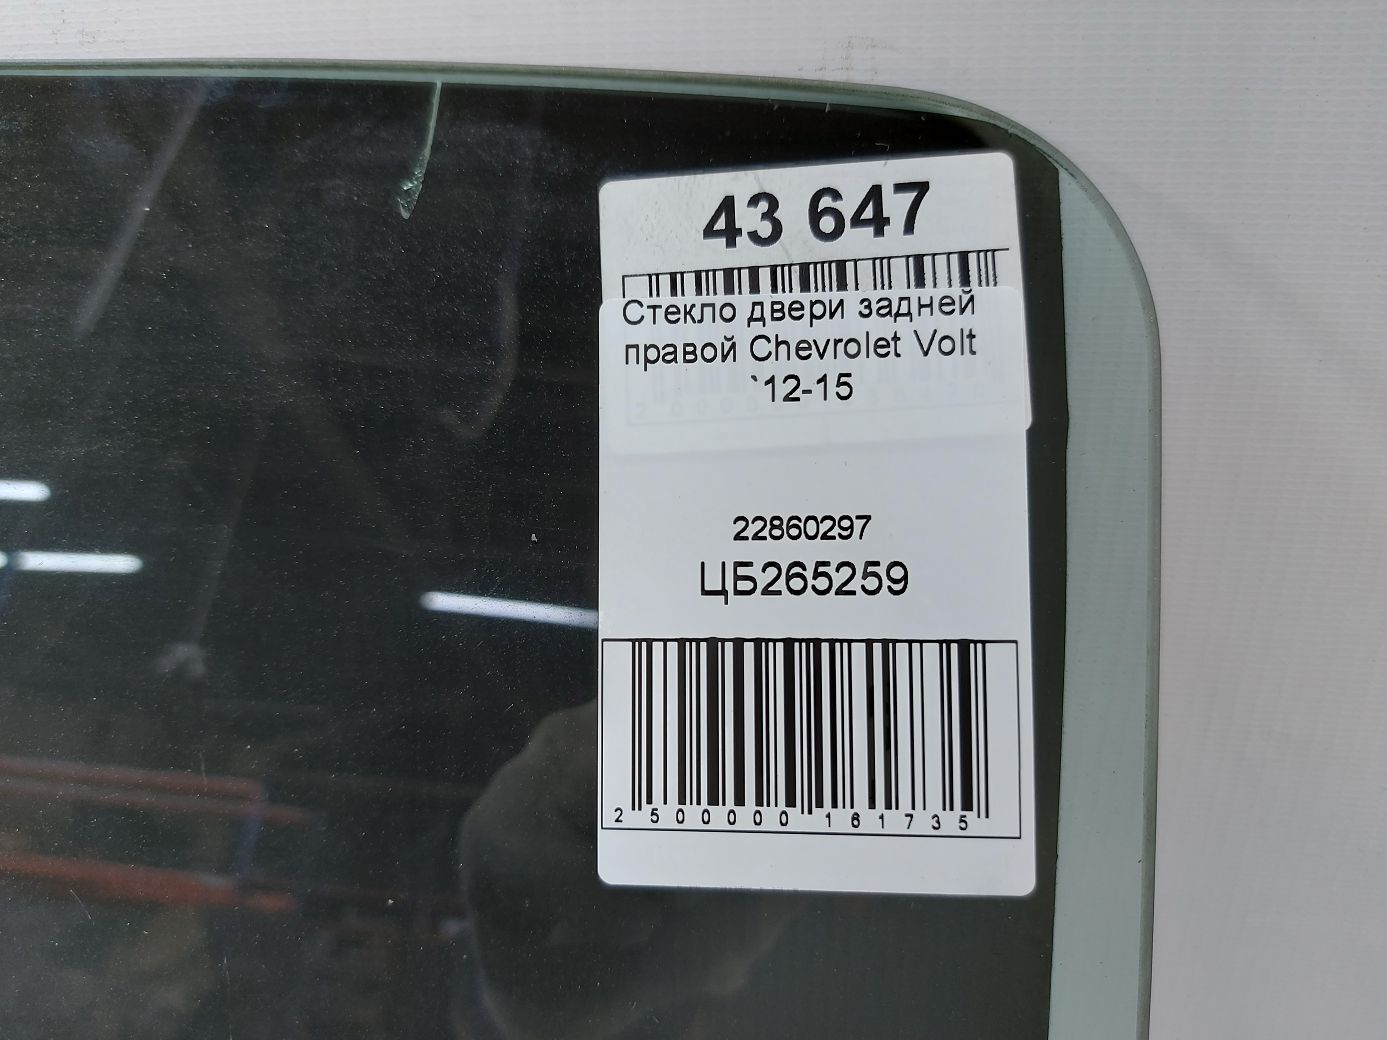 43 647
Стекло двери задней
правой Chevrolet Volt
`12-15
22860297
ЦБ265259
2 500000 161735